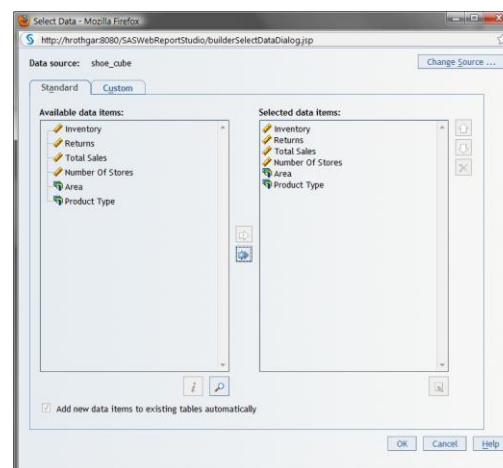 Select Data - Mozilla Firefox
http://hrothgar:8080/SASWebReportStudio/builderSelectDataDialog.jsp
Data source: shoe_cube
Change Source ...
Standard Custom
Available data items:
Inventory
Returns
Total Sales
Number Of Stores
Area
Product Type
Selected data items:
Inventory
Returns
Total Sales
Number Of Stores
Area
Product Type
i
Add new data items to existing tables automatically
OK Cancel Help